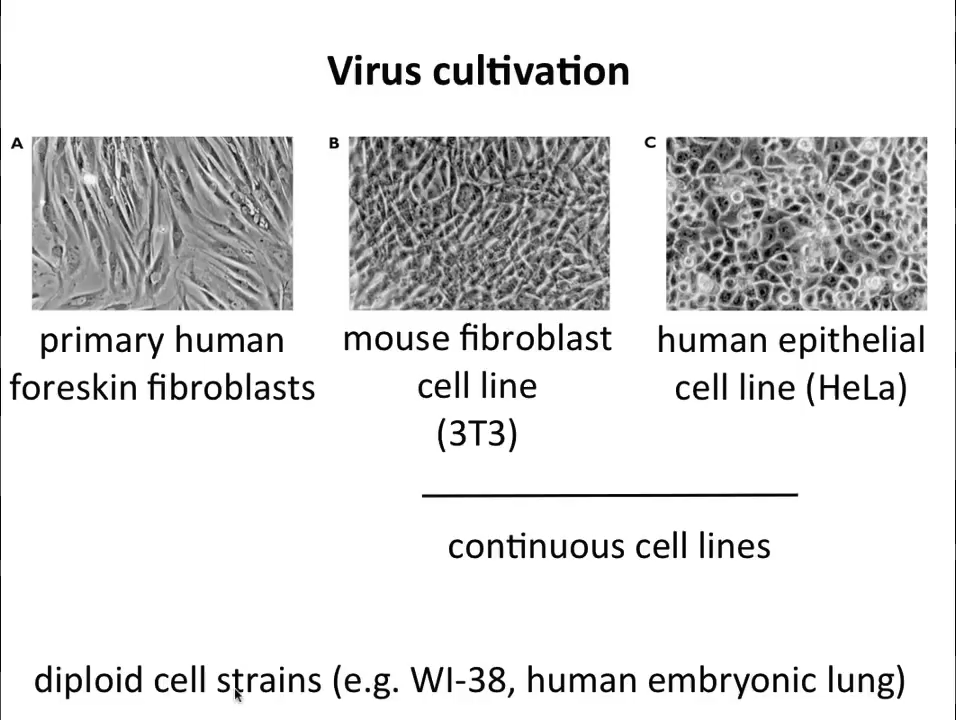 Virus cultivation
A
B
C
primary human
foreskin fibroblasts
mouse fibroblast
cell line
(3T3)
human epithelial
cell line (HeLa)
continuous cell lines
diploid cell strains (e.g. WI-38, human embryonic lung)